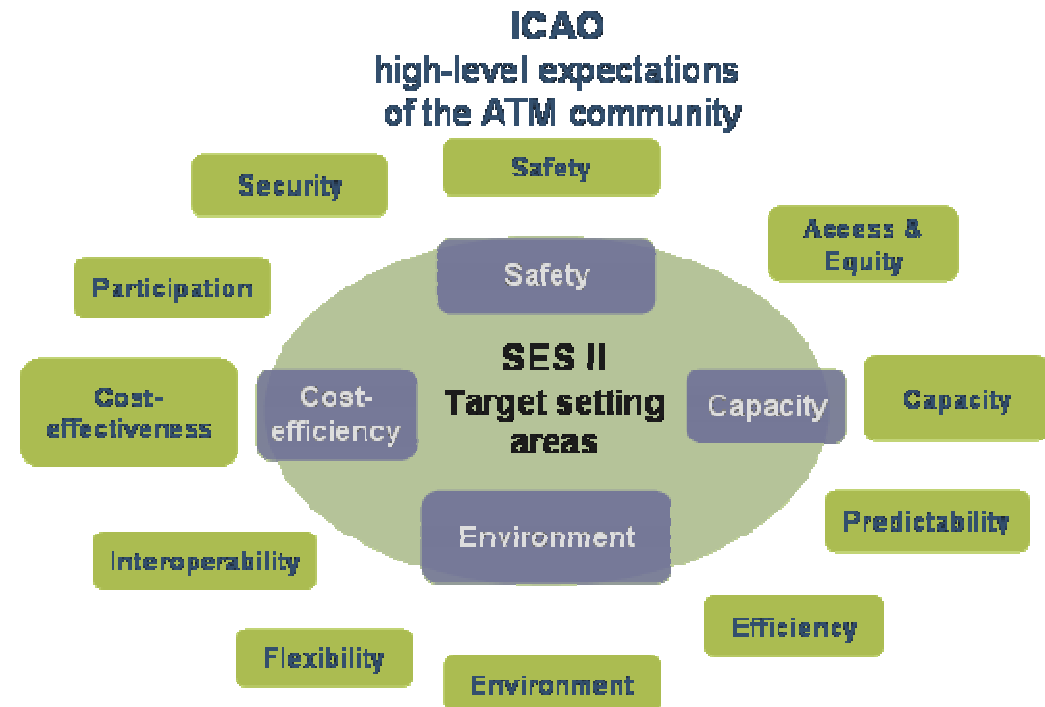 ICAO
high-level expectations
of the ATM community
Safety
Security
Access &
Equity
Safety
Participation
SES II
Target setting
areas
Cost-
effectiveness
Cost-
efficiency
Capacity
Capacity
Predictability
Environment
Interoperability
Efficiency
Flexibility
Environment